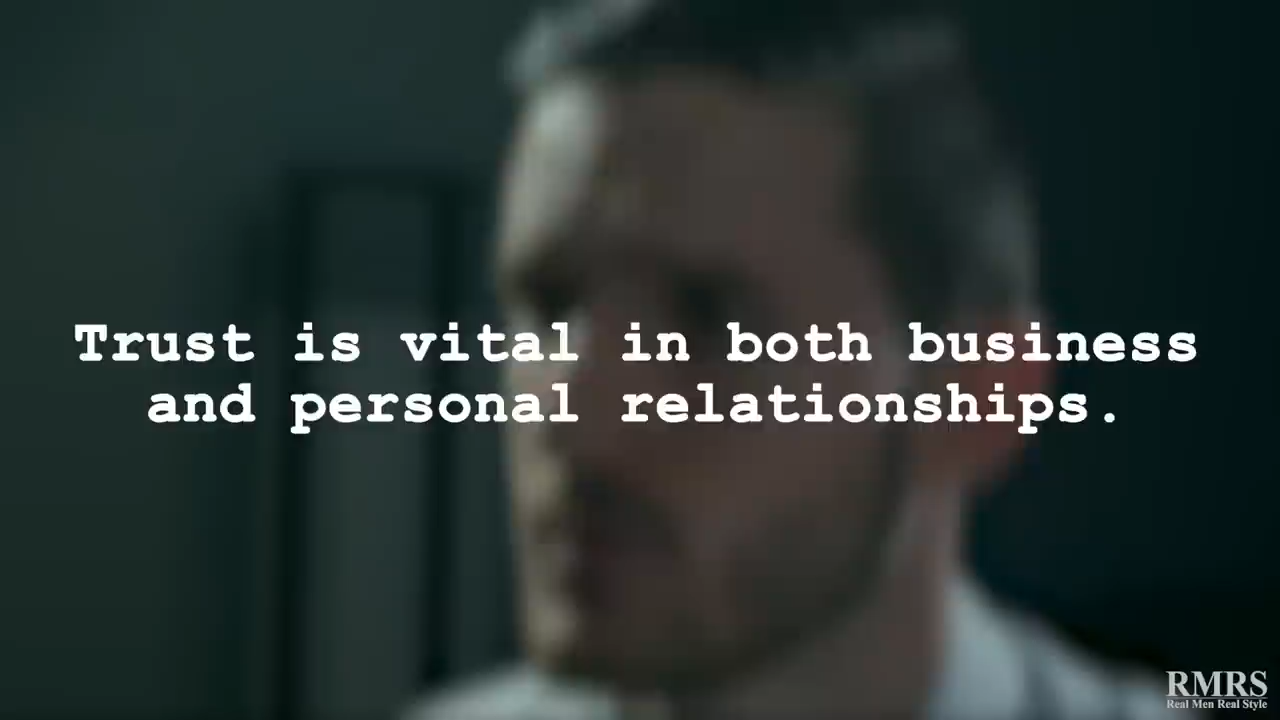 Trust is vital in both business
and personal relationships.
RMRS
Real Men Real Style